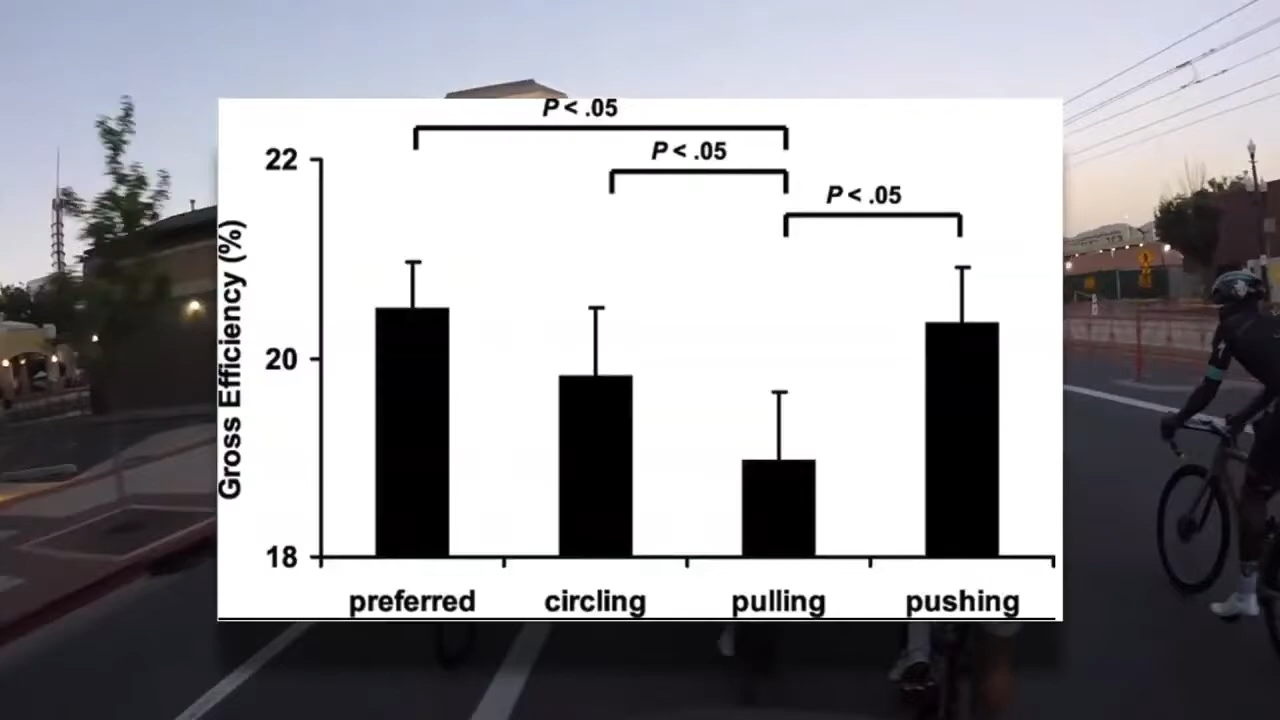 P < .05
P < .05
P < .05
22
20
18
Gross Efficiency (%)
preferred
circling
pulling
pushing